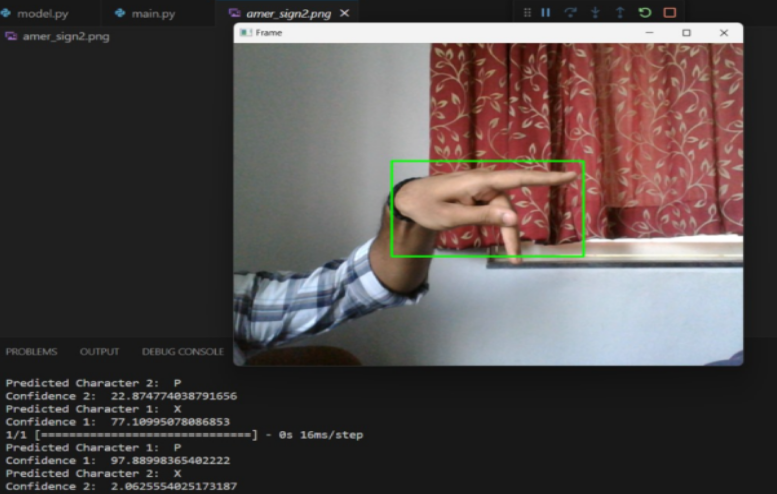 model.py main.py amer_sign2.png
amer_sign2.png
Frame
PROBLEMS OUTPUT DEBUG CONSOLE
Predicted Character 2: P
Confidence 2: 22.874774038791656
Predicted Character 1: X
Confidence 1: 77.10995078086853
1/1 [==============================] - 0s 16ms/step
Predicted Character 1: P
Confidence 1: 97.88998365402222
Predicted Character 2: X
Confidence 2: 2.0625554025173187